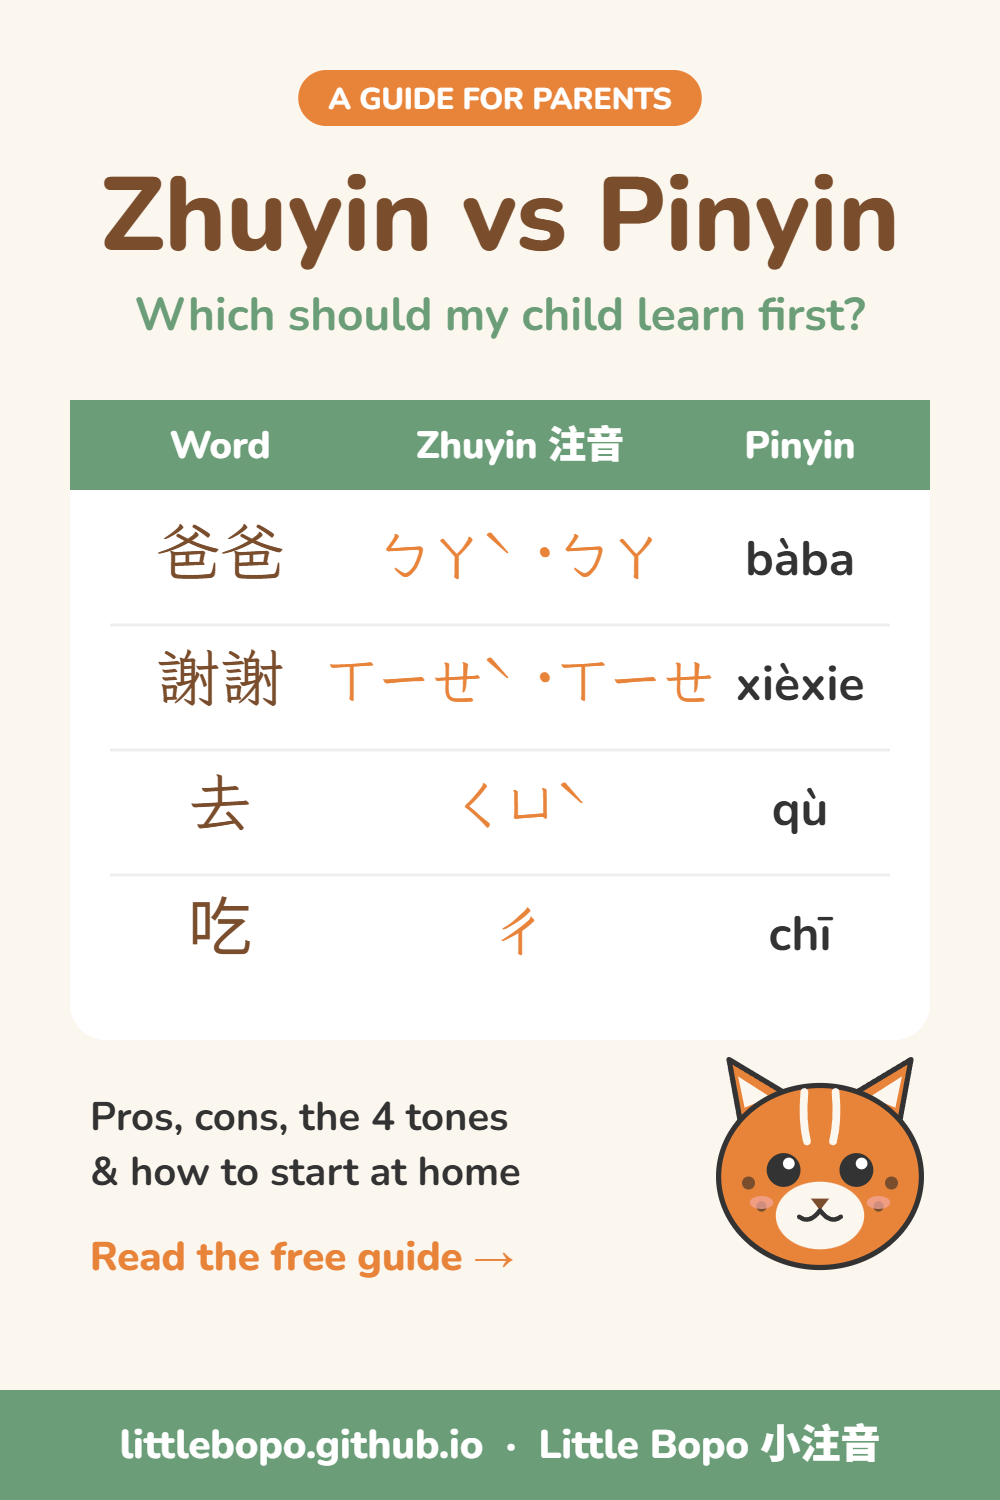 A GUIDE FOR PARENTS
Zhuyin vs Pinyin
Which should my child learn first?
Word Zhuyin 注音 Pinyin
爸爸 ㄅㄚˋ ˙ㄅㄚ bàba
謝謝 ㄒㄧㄝˋ ˙ㄒㄧㄝ xièxie
去 ㄑㄩˋ qù
吃 ㄔ chī
Pros, cons, the 4 tones
& how to start at home
Read the free guide →
littlebopo.github.io · Little Bopo 小注音